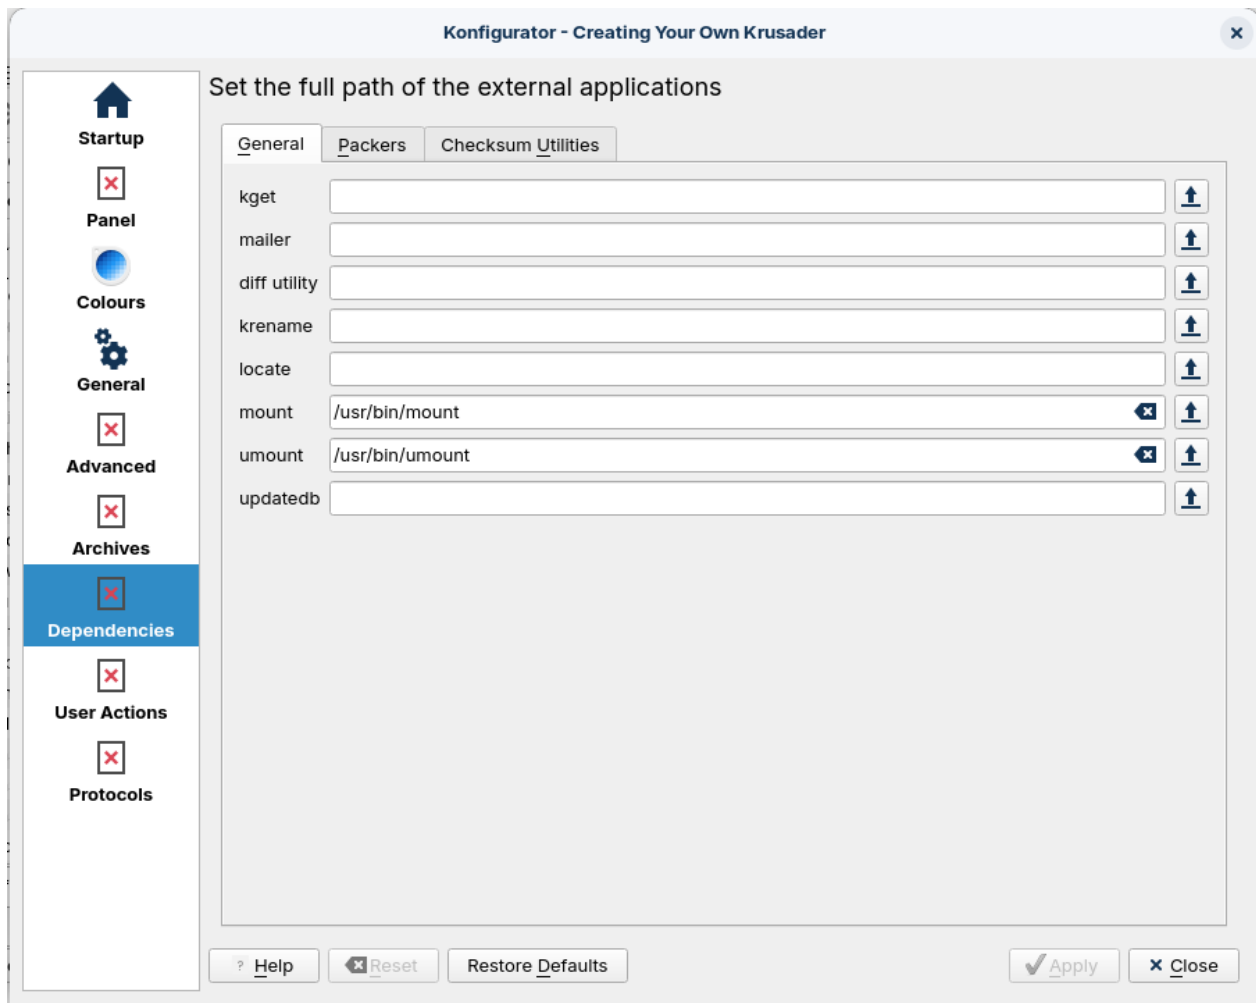 Konfigurator - Creating Your Own Krusader
Startup
Panel
Colours
General
Advanced
Archives
Dependencies
User Actions
Protocols
Set the full path of the external applications
General Packers Checksum Utilities
kget
mailer
diff utility
krename
locate
mount /usr/bin/mount
umount /usr/bin/umount
updatedb
? Help Reset Restore Defaults Apply Close